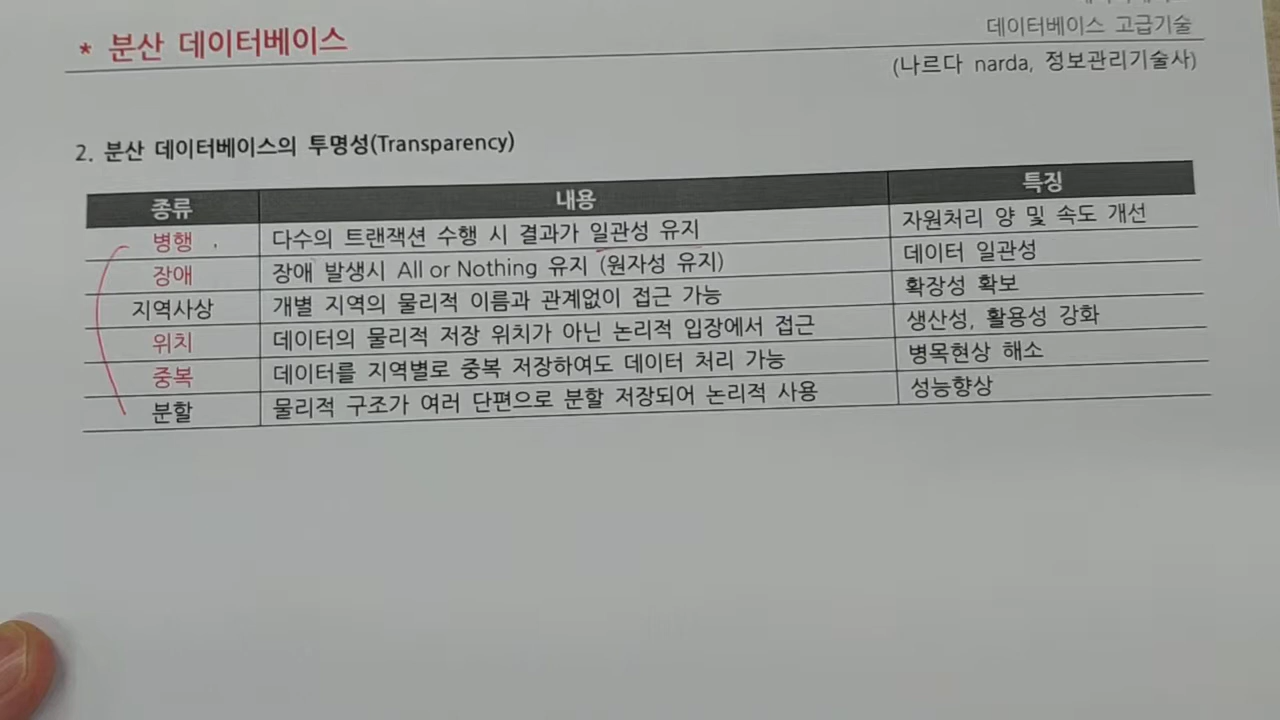 * 분산 데이터베이스
데이터베이스 고급기술
(나르다 narda, 정보관리기술사)
2. 분산 데이터베이스의 투명성(Transparency)
종류 내용 특징
병행 다수의 트랜잭션 수행 시 결과가 일관성 유지 자원처리 양 및 속도 개선
장애 장애 발생시 All or Nothing 유지 (원자성 유지) 데이터 일관성
지역사상 개별 지역의 물리적 이름과 관계없이 접근 가능 확장성 확보
위치 데이터의 물리적 저장 위치가 아닌 논리적 입장에서 접근 생산성, 활용성 강화
중복 데이터를 지역별로 중복 저장하여도 데이터 처리 가능 병목현상 해소
분할 물리적 구조가 여러 단편으로 분할 저장되어 논리적 사용 성능향상